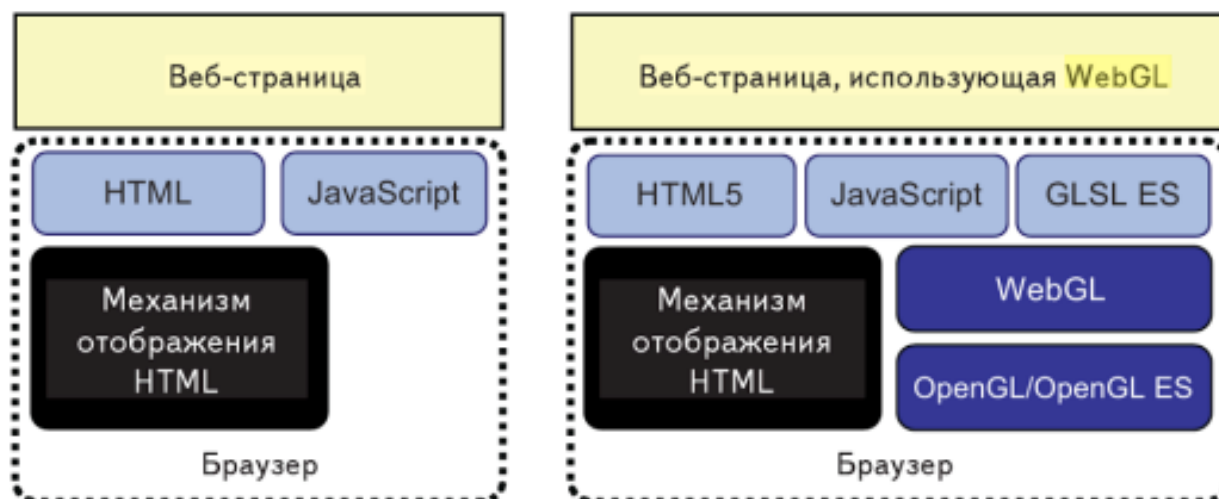 Веб-страница
HTML
JavaScript
Механизм
отображения
HTML
Браузер
Веб-страница, использующая WebGL
HTML5
JavaScript
GLSL ES
Механизм
отображения
HTML
WebGL
OpenGL/OpenGL ES
Браузер